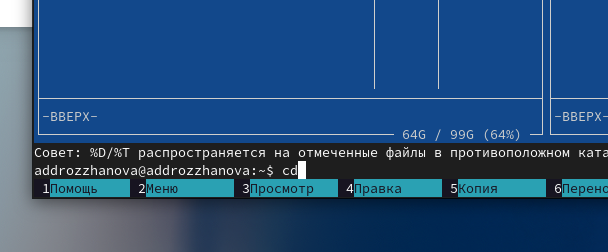 -ВВЕРХ- -ВВЕРХ-
64G / 99G (64%)
Совет: %D/%T распространяется на отмеченные файлы в противоположном ката
addrozzhanova@addrozzhanova:~$ cd
1Помощь 2Меню 3Просмотр 4Правка 5Копия 6Перено